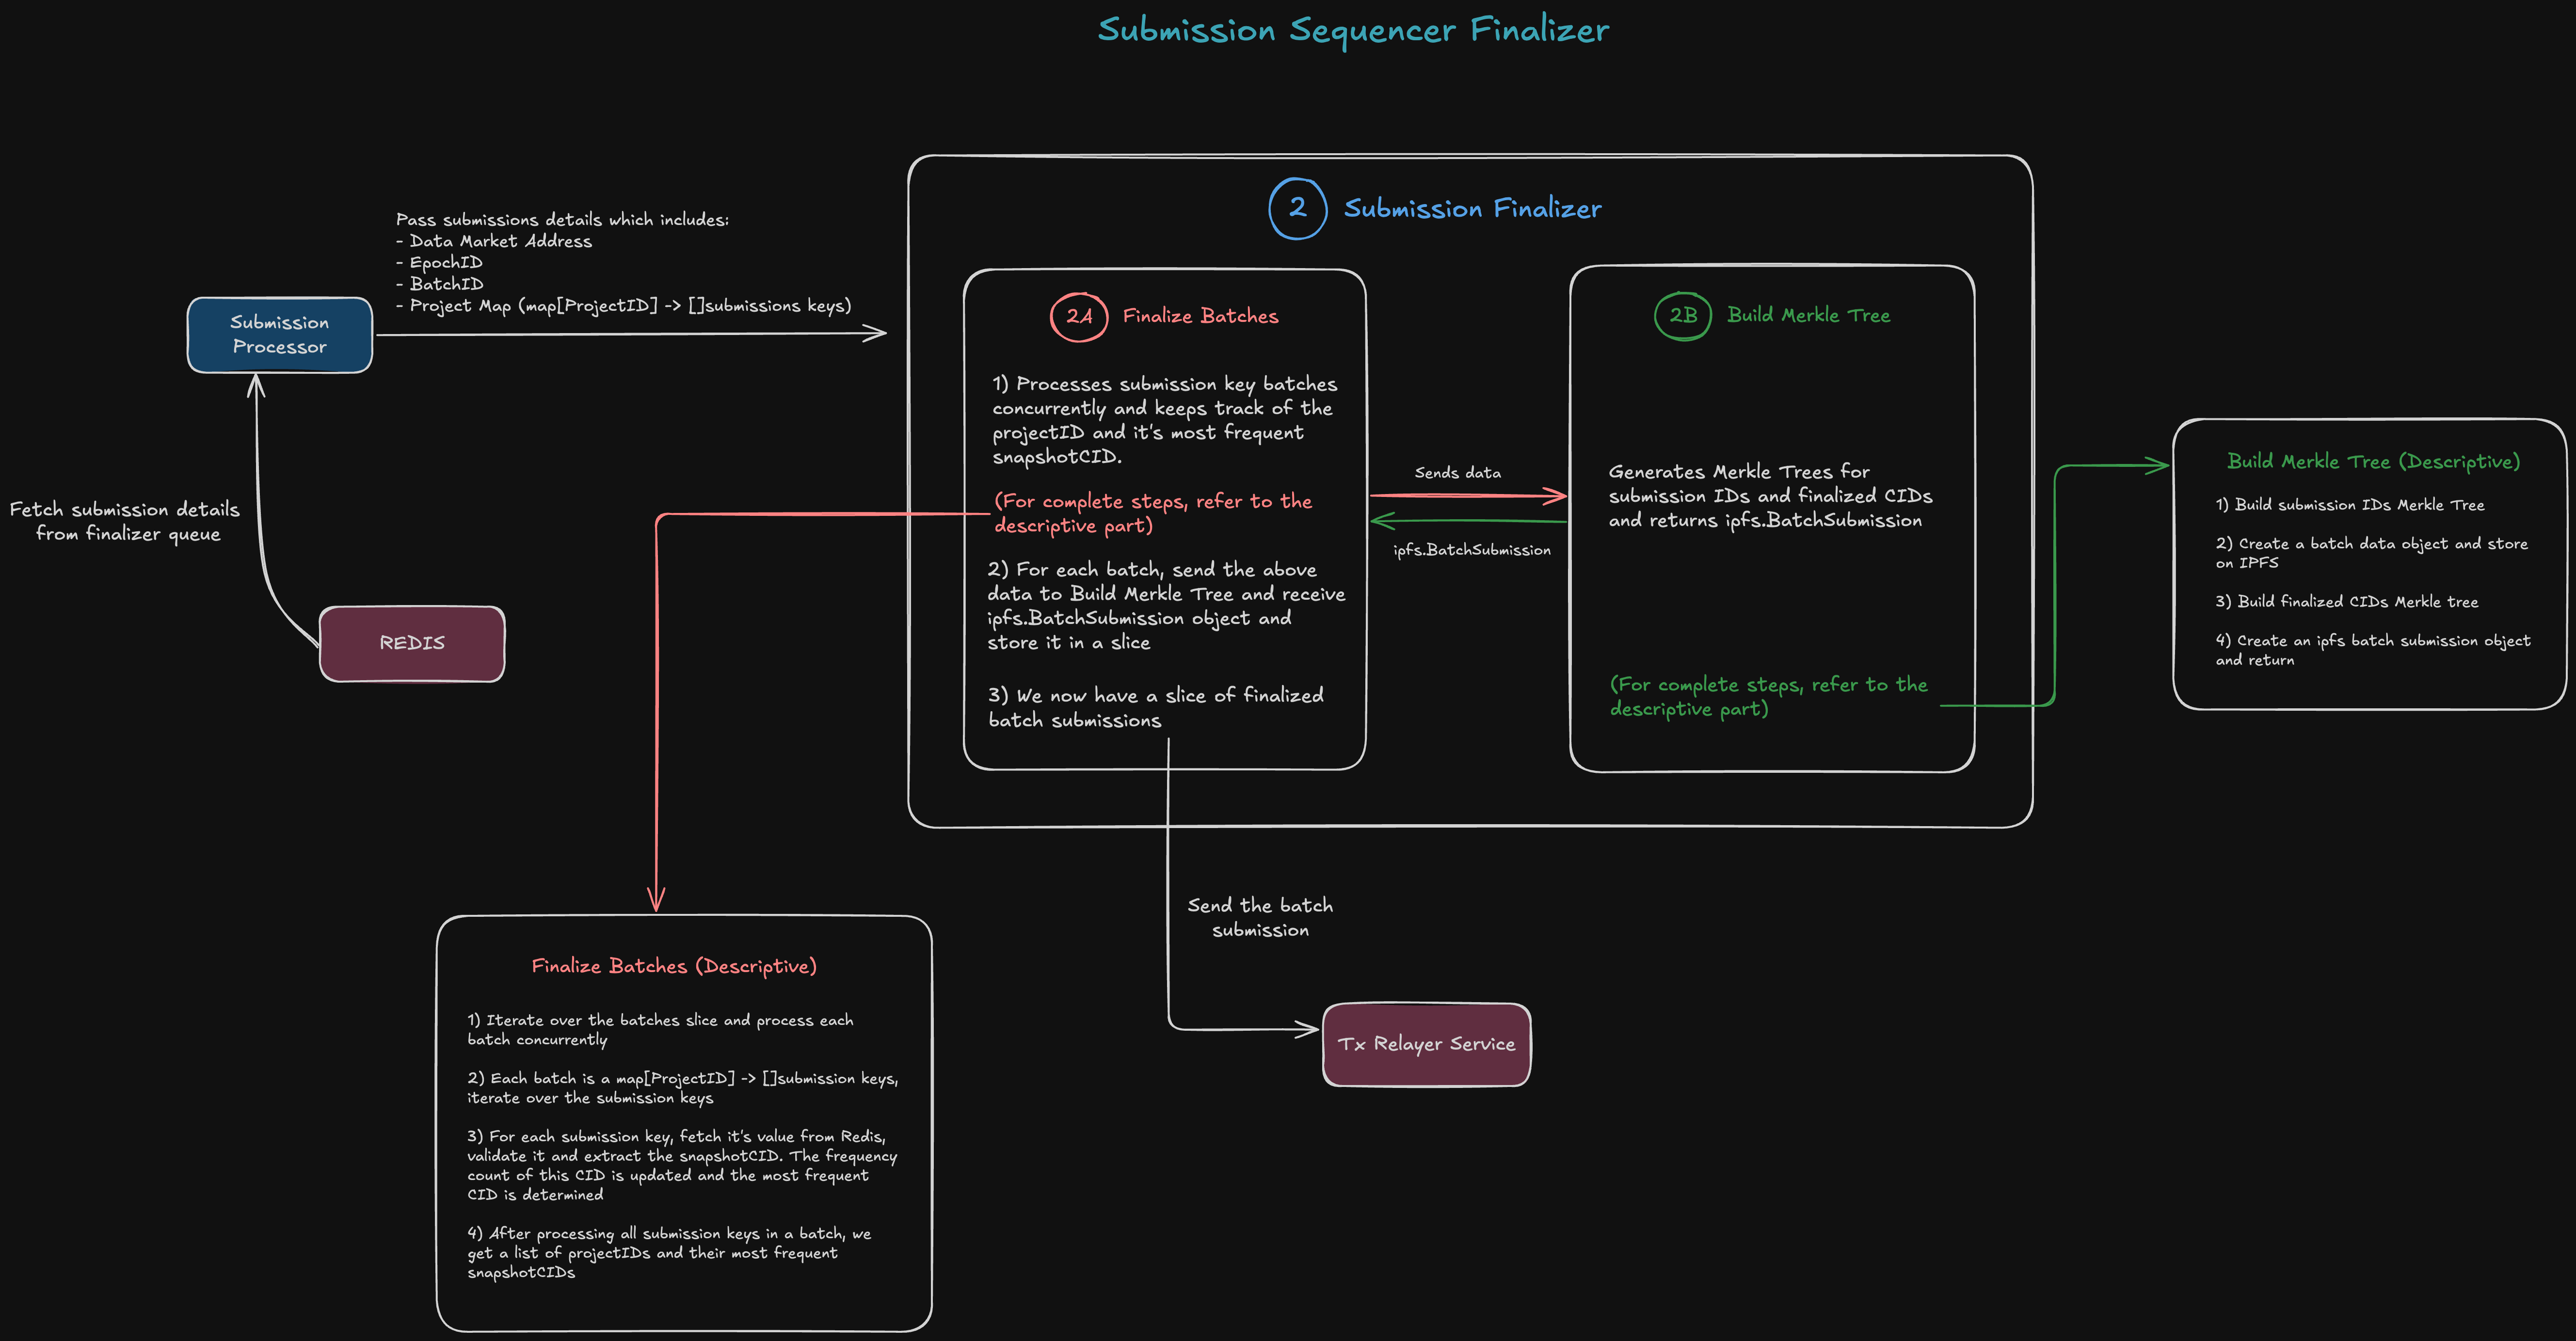 Submission Sequencer Finalizer
Pass submissions details which includes:
- Data Market Address
- EpochID
- BatchID
- Project Map (map[ProjectID] -> []submissions keys)
Submission
Processor
Fetch submission details
from finalizer queue
REDIS
2
Submission Finalizer
2A
Finalize Batches
1) Processes submission key batches
concurrently and keeps track of the
projectID and it's most frequent
snapshotCID.
(For complete steps, refer to the
descriptive part)
2) For each batch, send the above
data to Build Merkle Tree and receive
ipfs.BatchSubmission object and
store it in a slice
3) We now have a slice of finalized
batch submissions
Sends data
ipfs.BatchSubmission
2B
Build Merkle Tree
Generates Merkle Trees for
submission IDs and finalized CIDs
and returns ipfs.BatchSubmission
(For complete steps, refer to the
descriptive part)
Build Merkle Tree (Descriptive)
1) Build submission IDs Merkle Tree
2) Create a batch data object and store
on IPFS
3) Build finalized CIDs Merkle tree
4) Create an ipfs batch submission object
and return
Send the batch
submission
Tx Relayer Service
Finalize Batches (Descriptive)
1) Iterate over the batches slice and process each
batch concurrently
2) Each batch is a map[ProjectID] -> []submission keys,
iterate over the submission keys
3) For each submission key, fetch it's value from Redis,
validate it and extract the snapshotCID. The frequency
count of this CID is updated and the most frequent
CID is determined
4) After processing all submission keys in a batch, we
get a list of projectIDs and their most frequent
snapshotCIDs